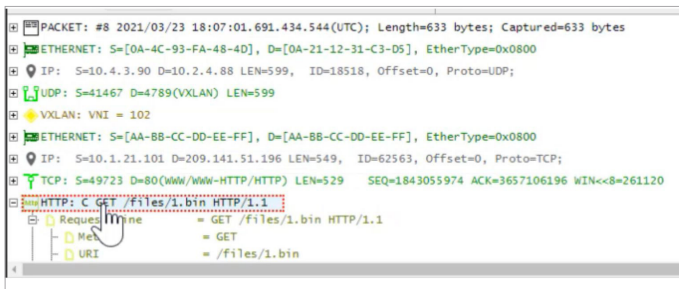 PACKET: #8 2021/03/23 18:07:01.691.434.544(UTC); Length=633 bytes; Captured=633 bytes
ETHERNET: S=[0A-4C-93-FA-48-4D], D=[0A-21-12-31-C3-D5], EtherType=0x0800
IP: S=10.4.3.90 D=10.2.4.88 LEN=599, ID=18518, Offset=0, Proto=UDP;
UDP: S=41467 D=4789(VXLAN) LEN=599
VXLAN: VNI = 102
ETHERNET: S=[AA-BB-CC-DD-EE-FF], D=[AA-BB-CC-DD-EE-FF], EtherType=0x0800
IP: S=10.1.21.101 D=209.141.51.196 LEN=549, ID=62563, Offset=0, Proto=TCP;
TCP: S=49723 D=80(WWW/WWW-HTTP/HTTP) LEN=529 SEQ=1843055974 ACK=3657106196 WIN<<8=261120
HTTP: C GET /files/1.bin HTTP/1.1
= GET /files/1.bin HTTP/1.1
= GET
URI = /files/1.bin